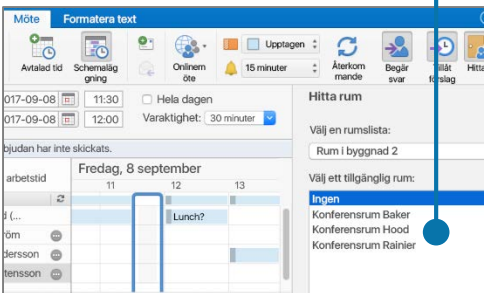 Möte Formatera text
Avtalad tid Schemaläg
gning Onlinem
öte Upptagen 15 minuter Återkom
mande Begär
svar Tillåt
förslag Hitta
017-09-08 11:30 Hela dagen
017-09-08 12:00 Varaktighet: 30 minuter
bjudan har inte skickats.
arbetstid Fredag, 8 september
11 12 13
d (... Lunch?
röm
dersson
tensson
Hitta rum
Välj en rumslista:
Rum i byggnad 2
Välj ett tillgänglig rum:
Ingen
Konferensrum Baker
Konferensrum Hood
Konferensrum Rainier